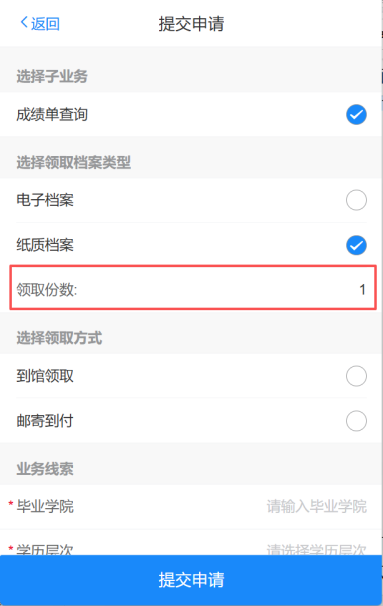 返回
提交申请
选择子业务
成绩单查询
选择领取档案类型
电子档案
纸质档案
领取份数: 1
选择领取方式
到馆领取
邮寄到付
业务线索
*毕业学院 请输入毕业学院
*学历层次 请选择学历层次
提交申请